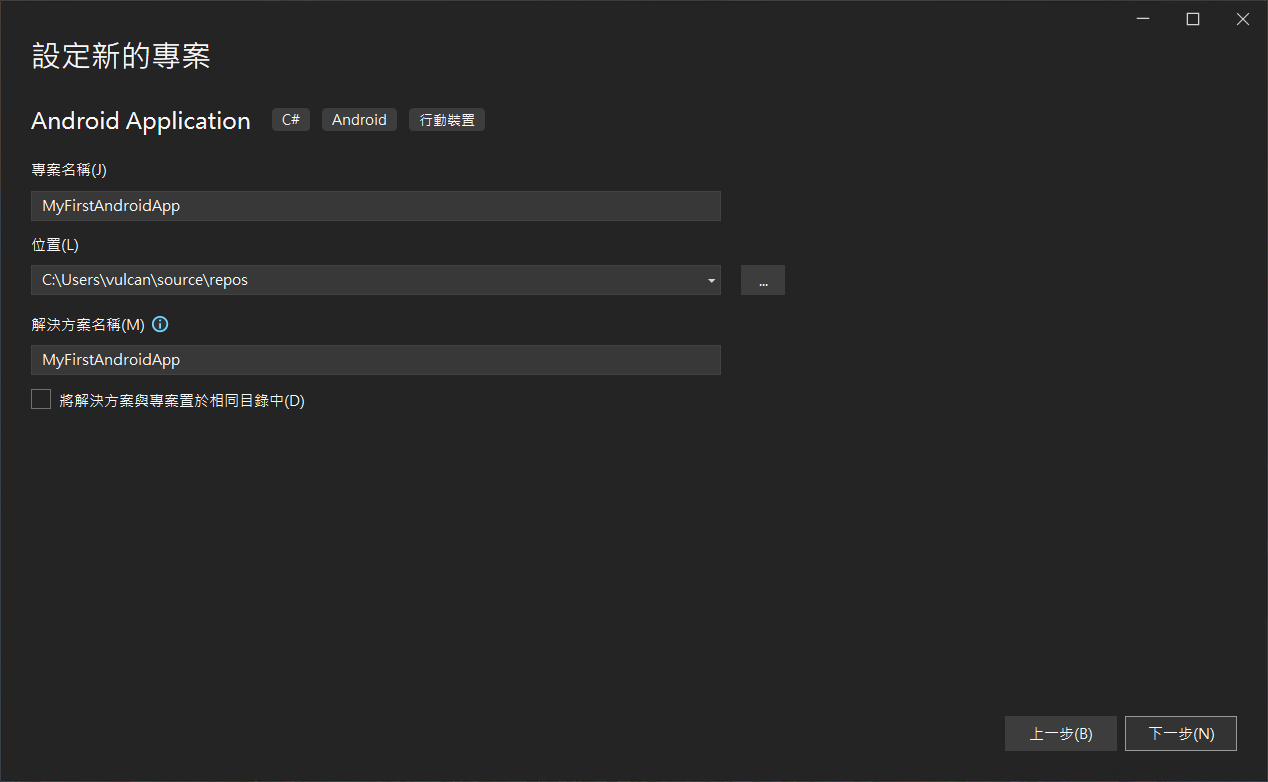 設定新的專案
Android Application C# Android 行動裝置
專案名稱(J)
MyFirstAndroidApp
位置(L)
C:\Users\vulcan\source\repos
...
解決方案名稱(M)
MyFirstAndroidApp
將解決方案與專案置於相同目錄中(D)
上一步(B) 下一步(N)